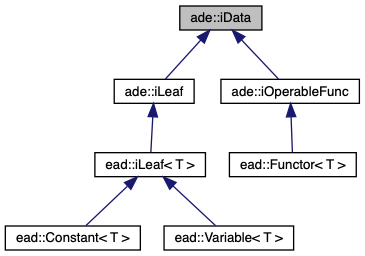 ade::iData
ade::iLeaf
ade::iOperableFunc
ead::iLeaf< T >
ead::Functor< T >
ead::Constant< T >
ead::Variable< T >